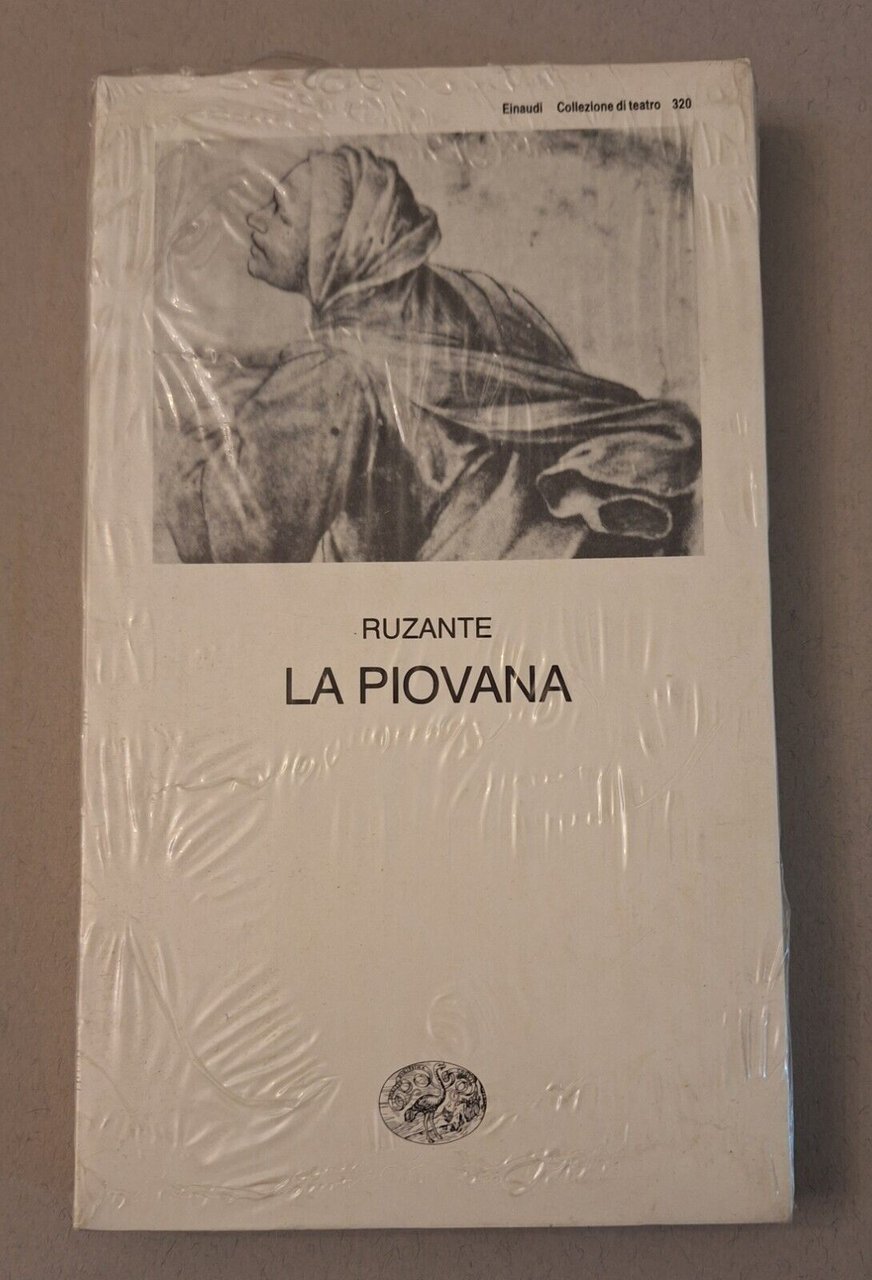 Einaudi Collezione di teatro 320
RUZANTE
LA PIOVANA